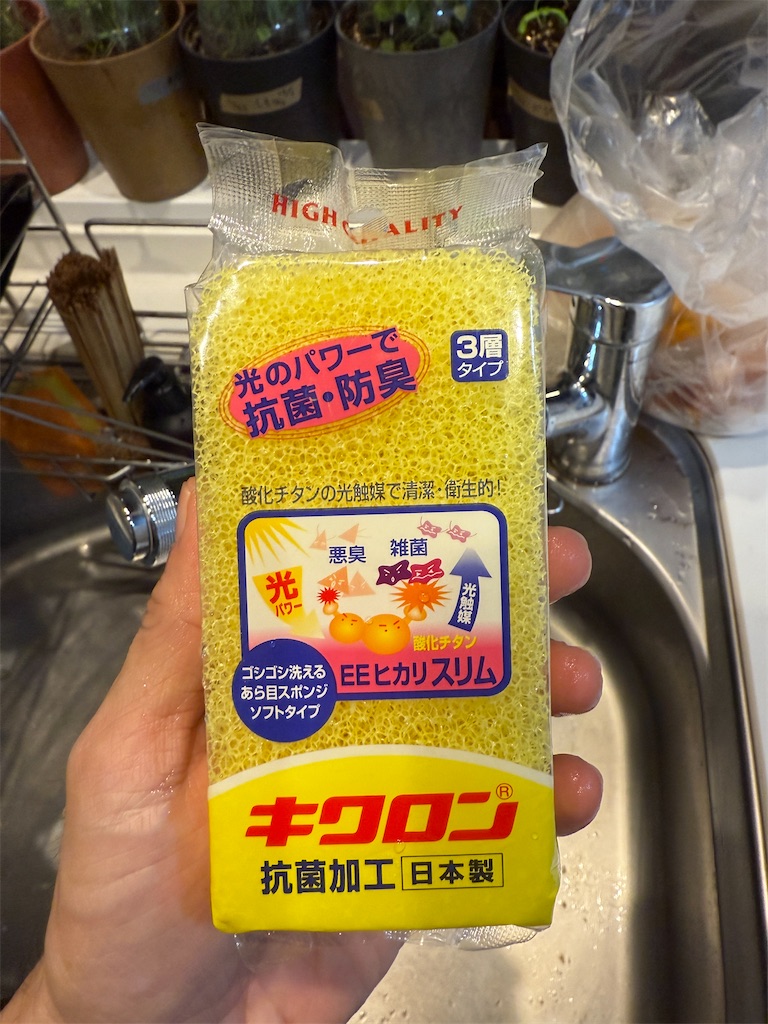 HIGH QUALITY
光のパワーで
抗菌・防臭
3層
タイプ
酸化チタンの光触媒で清潔・衛生的!
悪臭
雑菌
光
パワー
光触媒
酸化チタン
EEヒカリスリム
ゴシゴシ洗える
あら目スポンジ
ソフトタイプ
キクロン®
抗菌加工 日本製